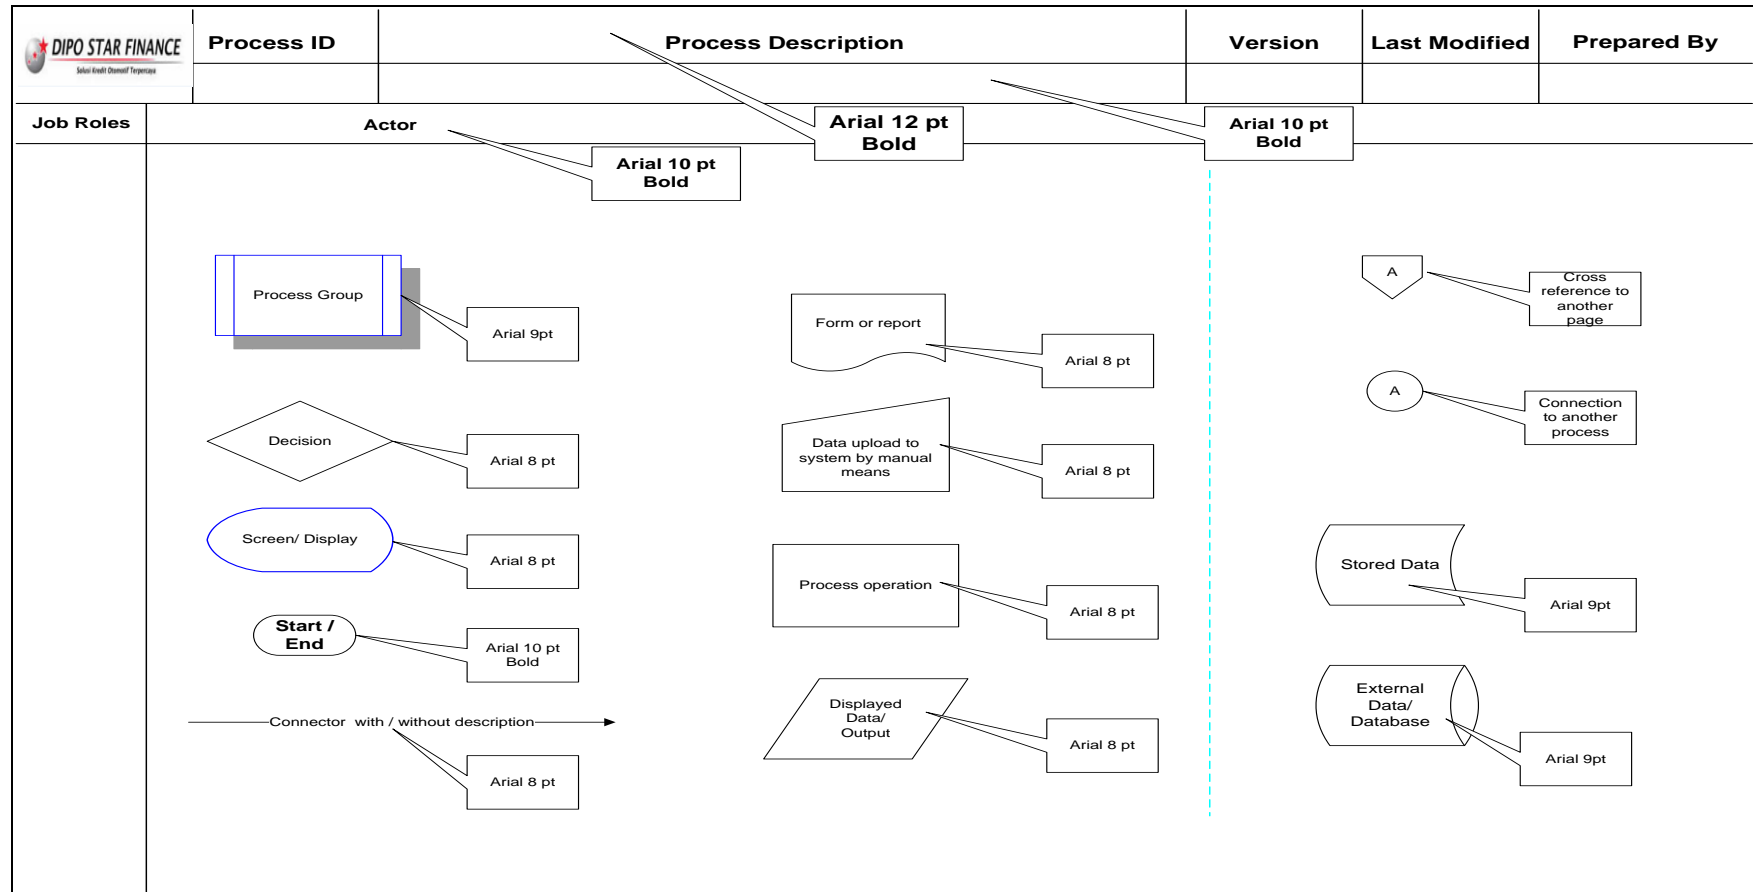 DIPO STAR FINANCE
Solusi Kredit Otomotif Terpercaya
Process ID
Process Description
Version
Last Modified
Prepared By
Job Roles
Actor
Arial 12 pt
Bold
Arial 10 pt
Bold
Arial 10 pt
Bold
Process Group
Arial 9pt
Decision
Arial 8 pt
Screen/ Display
Arial 8 pt
Start /
End
Arial 10 pt
Bold
Connector with / without description
Arial 8 pt
Form or report
Arial 8 pt
Data upload to
system by manual
means
Arial 8 pt
Process operation
Arial 8 pt
Displayed
Data/
Output
Arial 8 pt
A
Cross
reference to
another
page
A
Connection
to another
process
Stored Data
Arial 9pt
External
Data/
Database
Arial 9pt